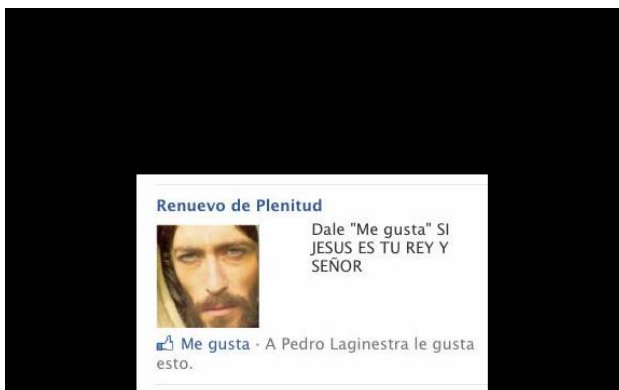 Renuevo de Plenitud
Dale "Me gusta" SI
JESUS ES TU REY Y
SEÑOR
Me gusta · A Pedro Laginestra le gusta
esto.